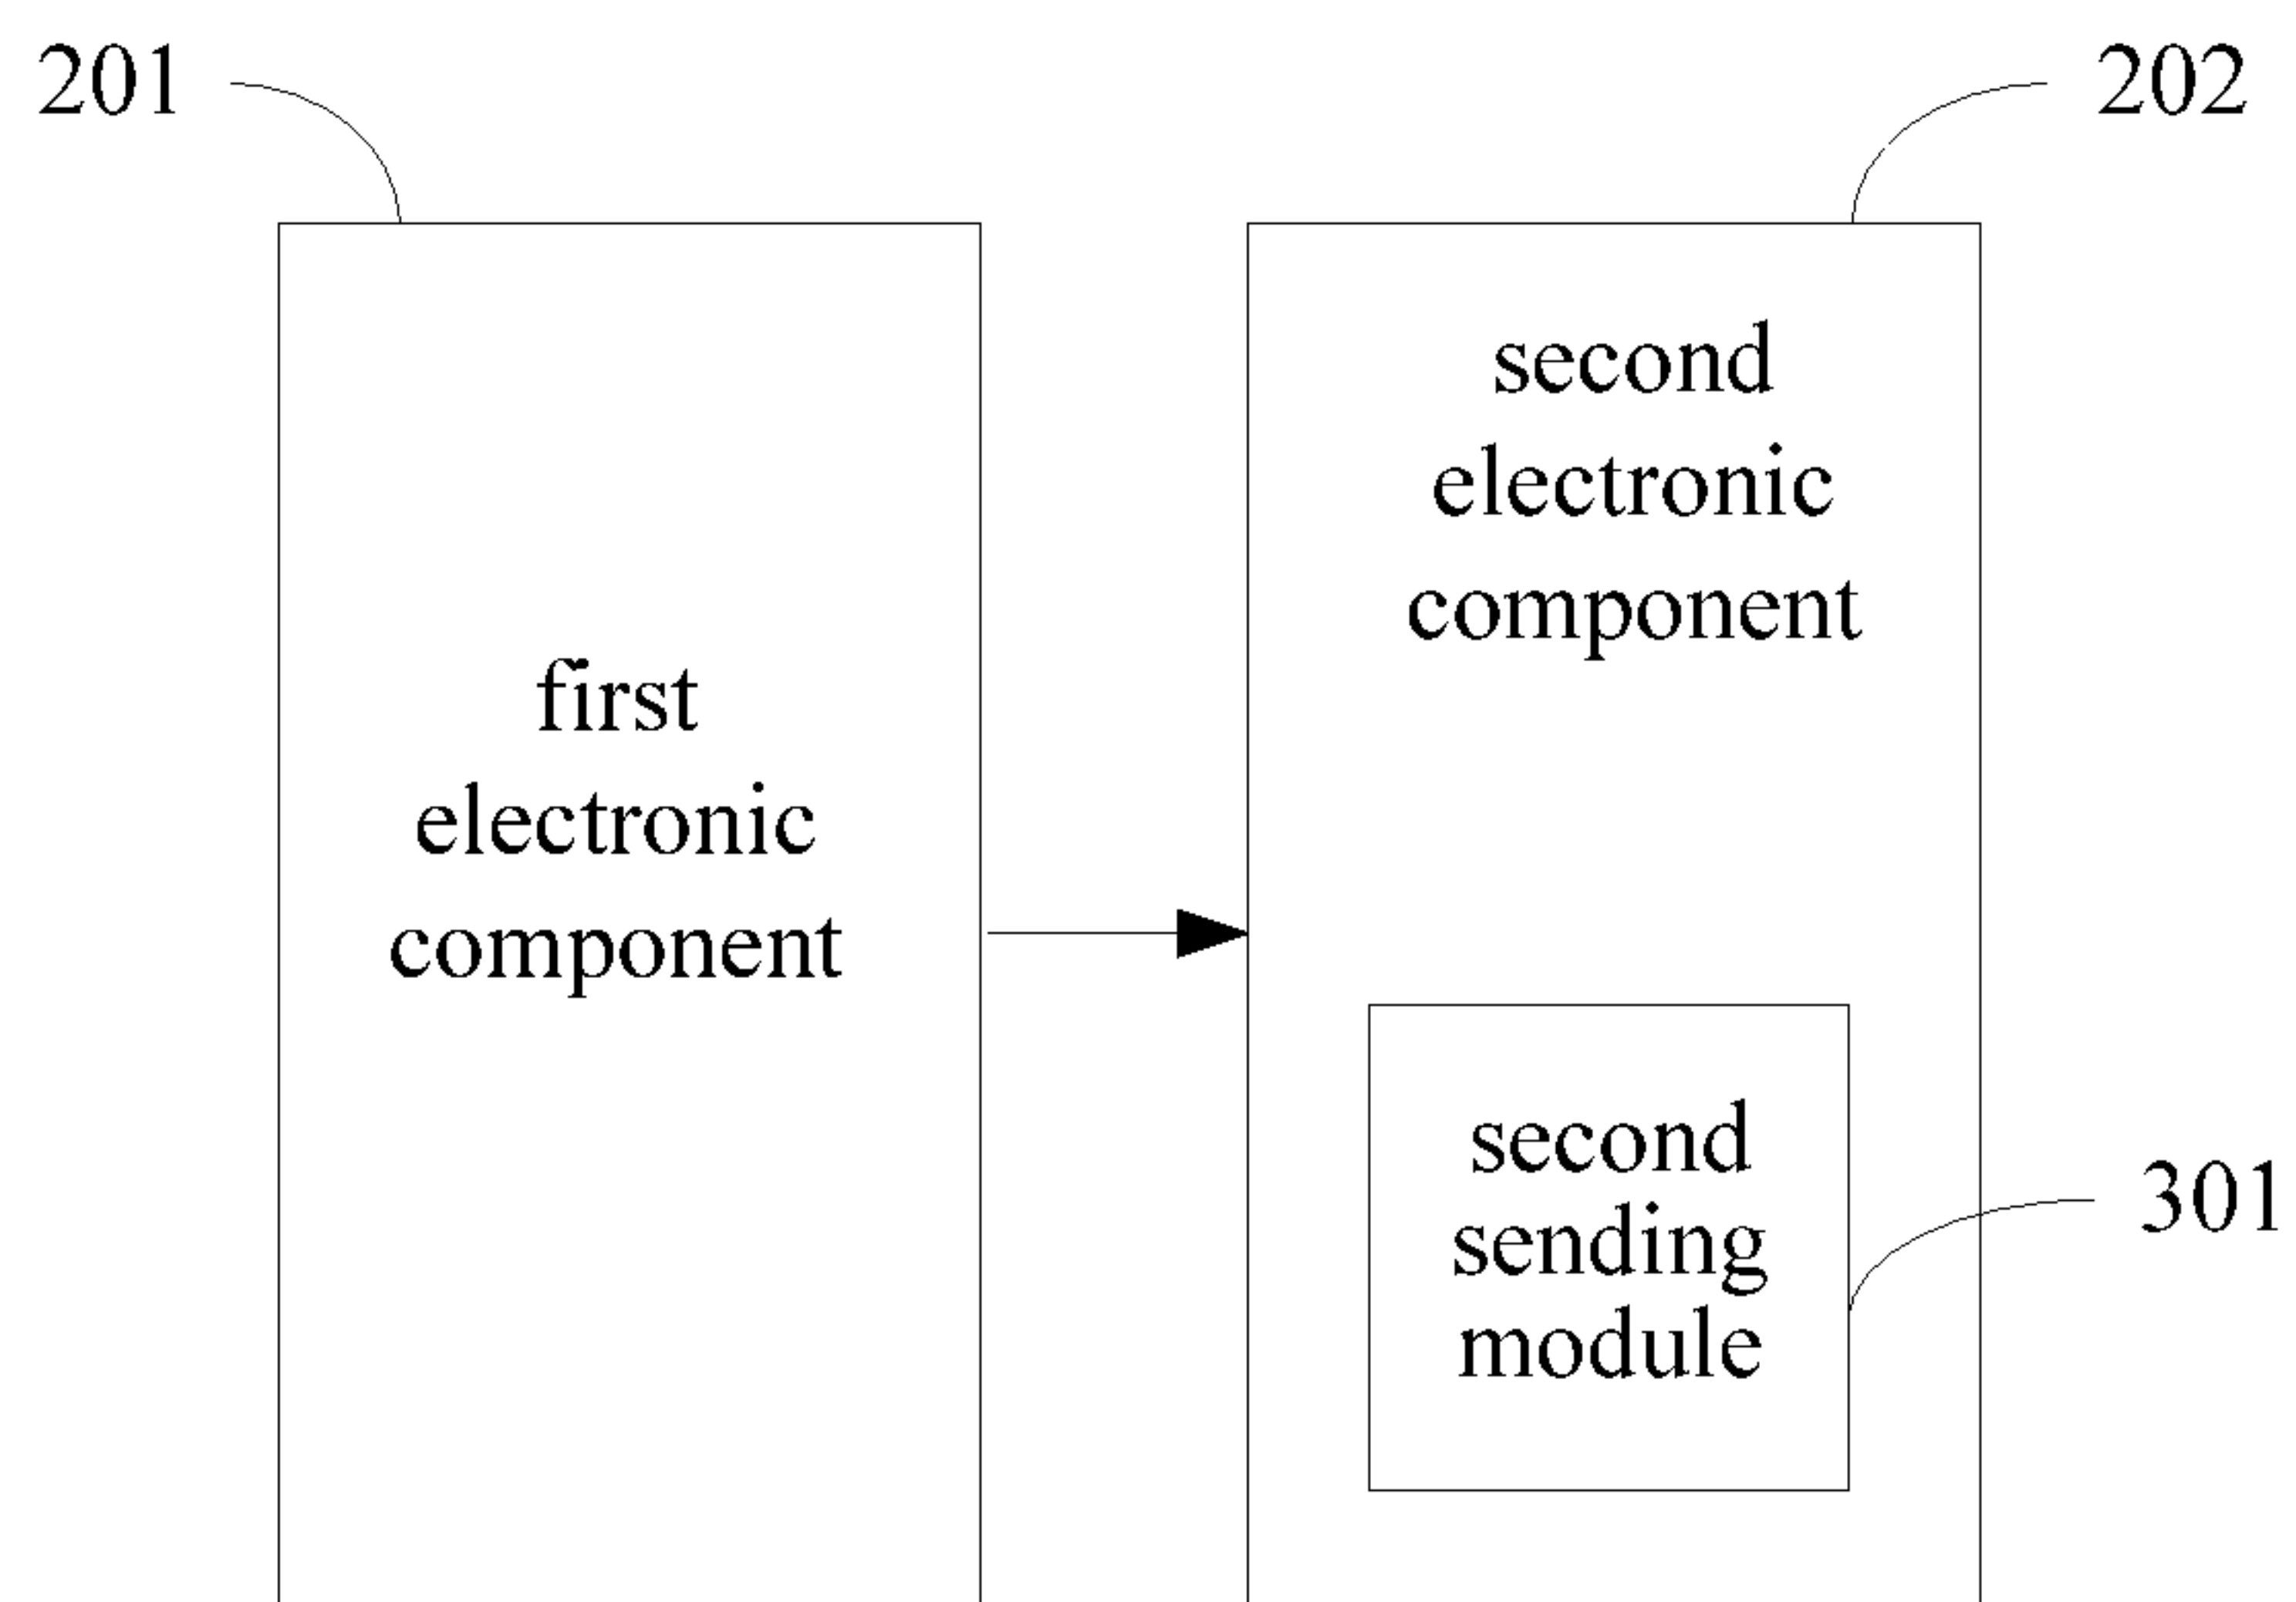 201
202
first
electronic
component
second
electronic
component
second
sending
module
301